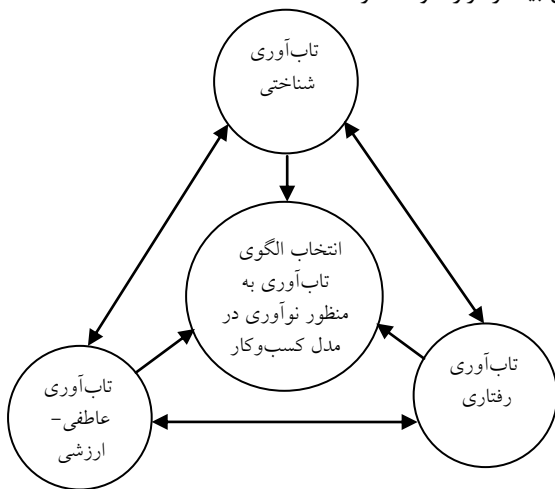 تاب‌آوری
شناختی
انتخاب الگوی
تاب‌آوری به
منظور نوآوری در
مدل کسب‌وکار
تاب‌آوری
رفتاری
تاب‌آوری
عاطفی–
ارزشی